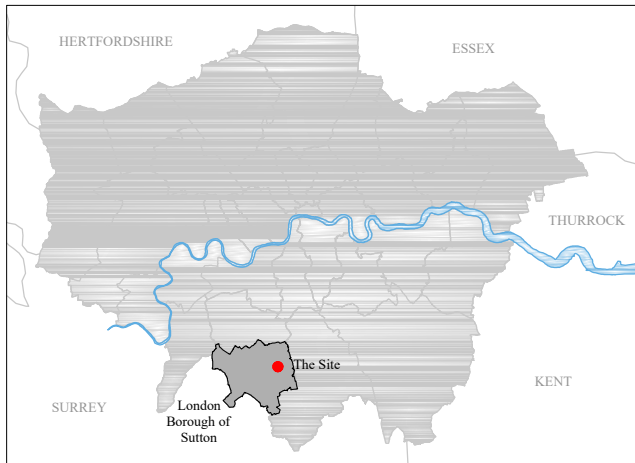 HERTFORDSHIRE
ESSEX
THURROCK
The Site
KENT
SURREY
London
Borough of
Sutton